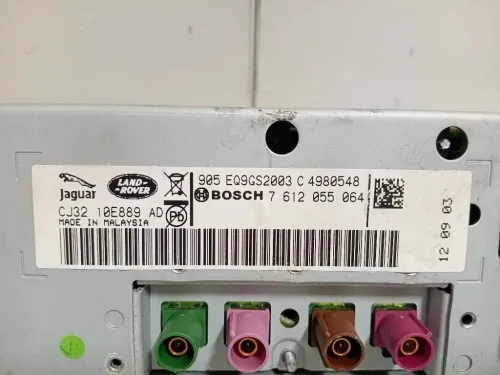 905 EQ9GS2003 C 4980548
Jaguar
LAND-
ROVER
BOSCH 7 612 055 064
CJ32 10E889 AD
Pb
MADE IN MALAYSIA
12 09 03